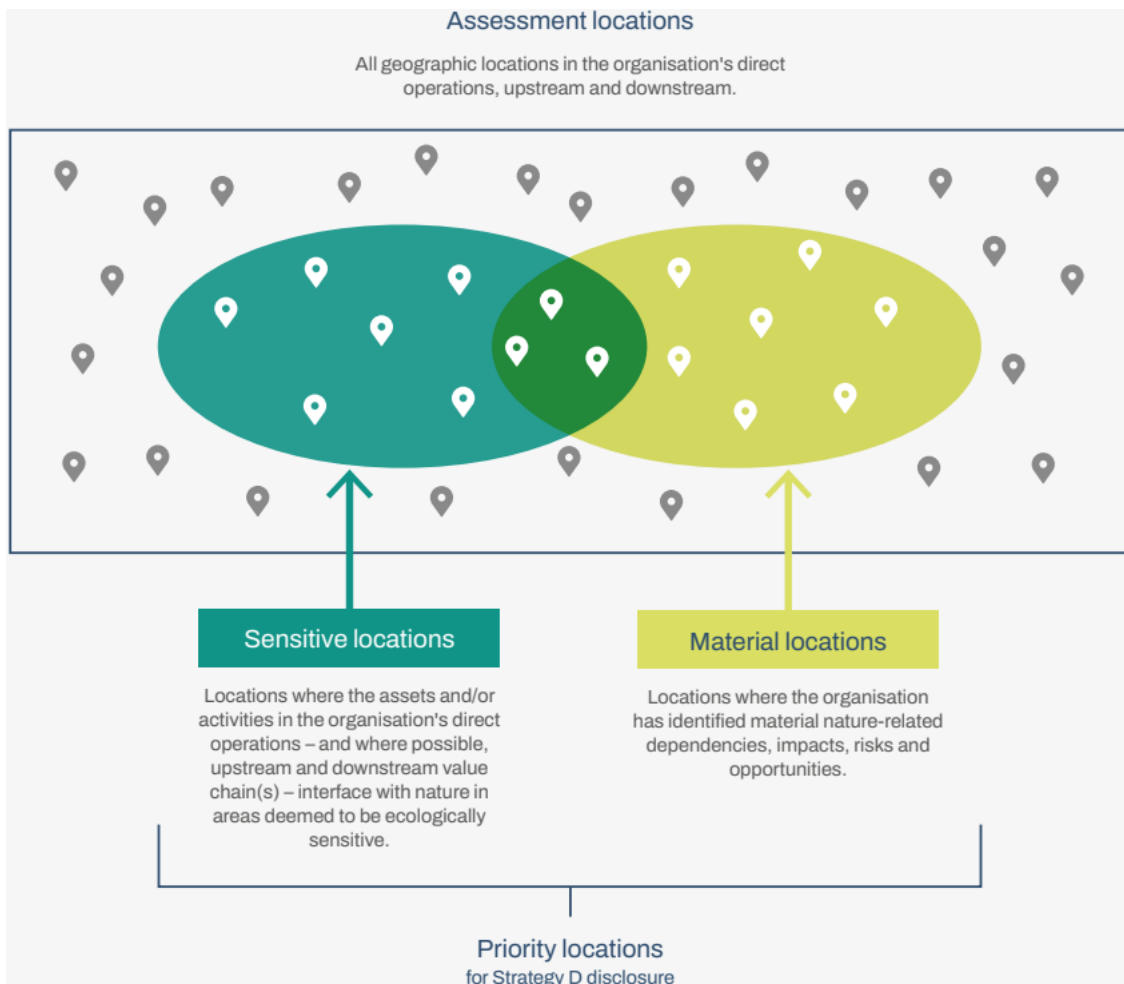 Assessment locations
All geographic locations in the organisation's direct
operations, upstream and downstream.
Sensitive locations
Locations where the assets and/or
activities in the organisation's direct
operations – and where possible,
upstream and downstream value
chain(s) – interface with nature in
areas deemed to be ecologically
sensitive.
Material locations
Locations where the organisation
has identified material nature-related
dependencies, impacts, risks and
opportunities.
Priority locations
for Strategy D disclosure